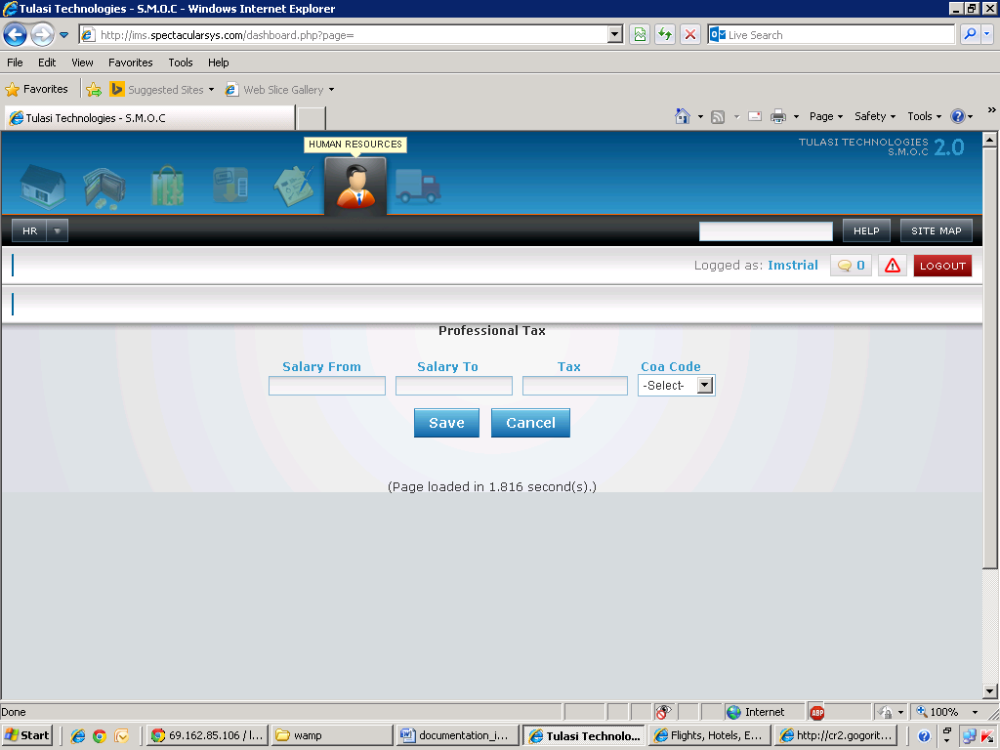 Tulasi Technologies - S.M.O.C - Windows Internet Explorer
http://ims.spectacularsys.com/dashboard.php?page=
Live Search
File Edit View Favorites Tools Help
Favorites Suggested Sites Web Slice Gallery
Tulasi Technologies - S.M.O.C
Page Safety Tools
HUMAN RESOURCES
TULASI TECHNOLOGIES
S.M.O.C 2.0
HR HELP SITE MAP
Logged as: Imstrial 0 LOGOUT
Professional Tax
Salary From Salary To Tax Coa Code
-Select-
Save Cancel
(Page loaded in 1.816 second(s).)
Done Internet ABP 100%
Start 69.162.85.106 / l... wamp documentation_i... Tulasi Technolo... Flights, Hotels, E... http://cr2.gogorit...